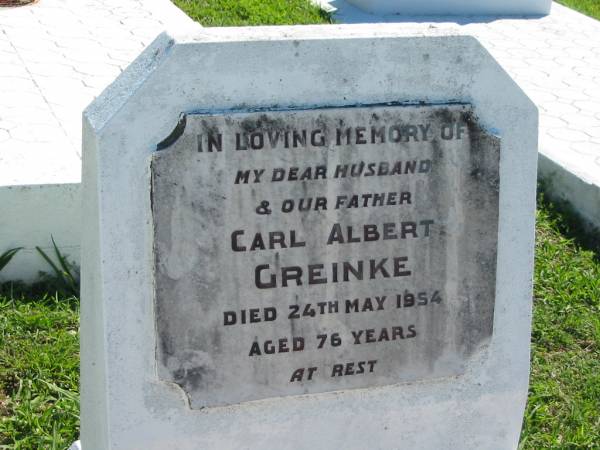 IN LOVING MEMORY OF
MY DEAR HUSBAND
& OUR FATHER
CARL ALBERT
GREINKE
DIED 24TH MAY 1954
AGED 76 YEARS
AT REST